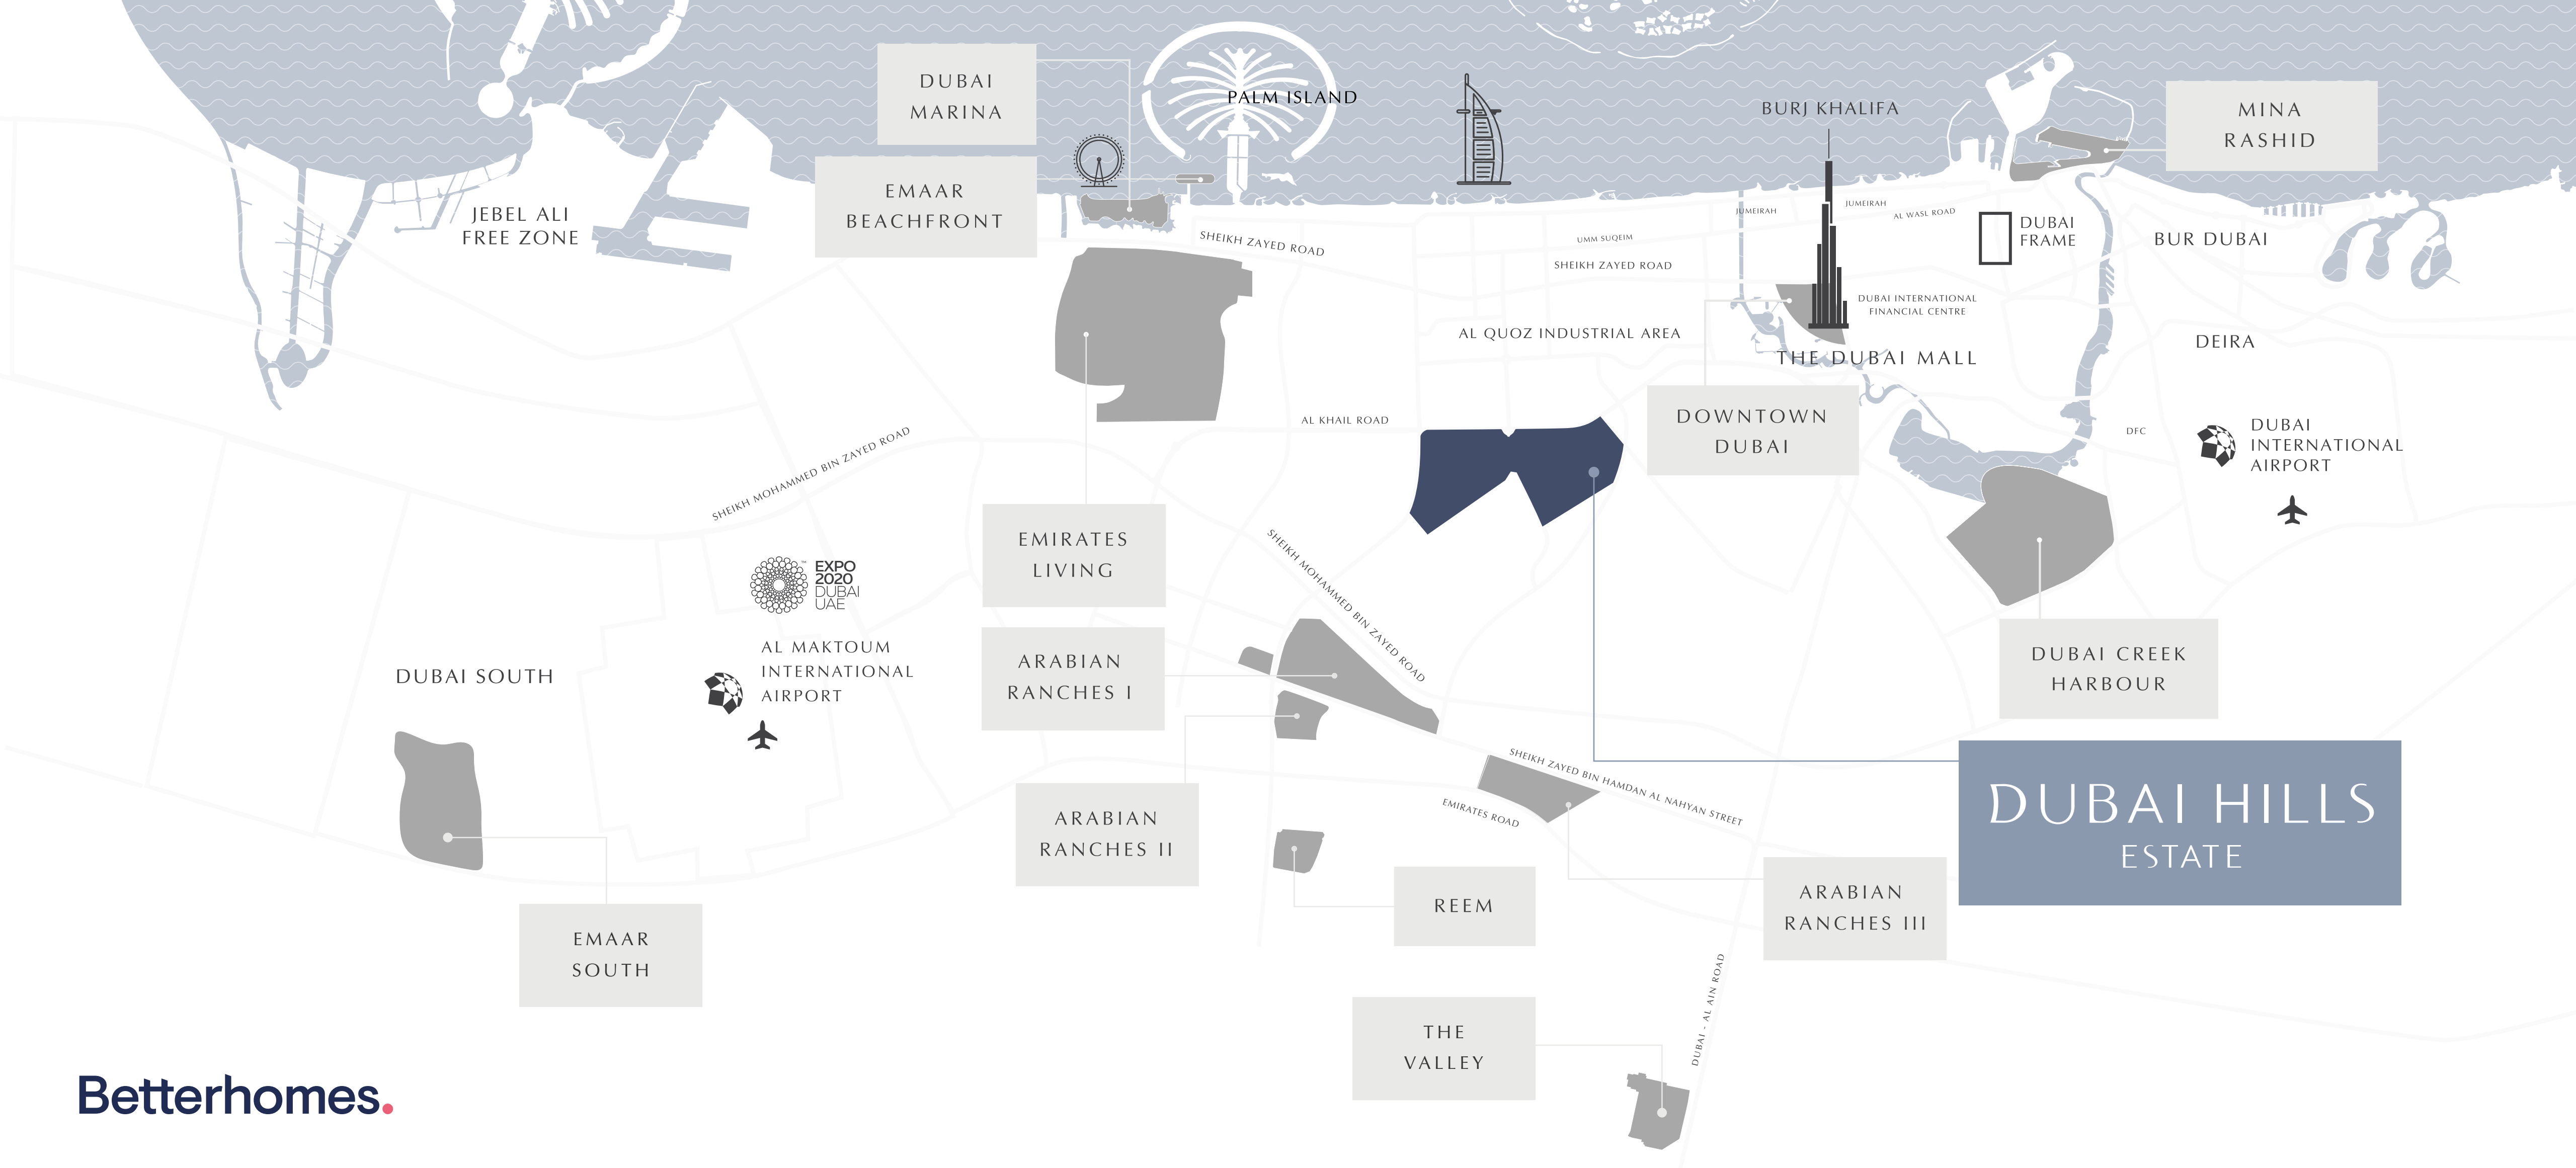 DUBAI
MARINA
PALM ISLAND
BURJ KHALIFA
MINA
RASHID
EMAAR
BEACHFRONT
JEBEL ALI
FREE ZONE
JUMEIRAH
JUMEIRAH
AL WASL ROAD
DUBAI
FRAME
BUR DUBAI
SHEIKH ZAYED ROAD
UMM SUQEIM
SHEIKH ZAYED ROAD
DUBAI INTERNATIONAL
FINANCIAL CENTRE
AL QUOZ INDUSTRIAL AREA
DEIRA
THE DUBAI MALL
DOWNTOWN
DUBAI
AL KHAIL ROAD
DFC
DUBAI
INTERNATIONAL
AIRPORT
SHEIKH MOHAMMED BIN ZAYED ROAD
EMIRATES
LIVING
SHEIKH MOHAMMED BIN ZAYED ROAD
EXPO
2020
DUBAI
UAE
™
AL MAKTOUM
INTERNATIONAL
AIRPORT
DUBAI SOUTH
ARABIAN
RANCHES I
DUBAI CREEK
HARBOUR
SHEIKH ZAYED BIN HAMDAN AL NAHYAN STREET
EMIRATES ROAD
DUBAI HILLS
ESTATE
ARABIAN
RANCHES II
REEM
ARABIAN
RANCHES III
EMAAR
SOUTH
THE
VALLEY
DUBAI - AL AIN ROAD
Betterhomes.